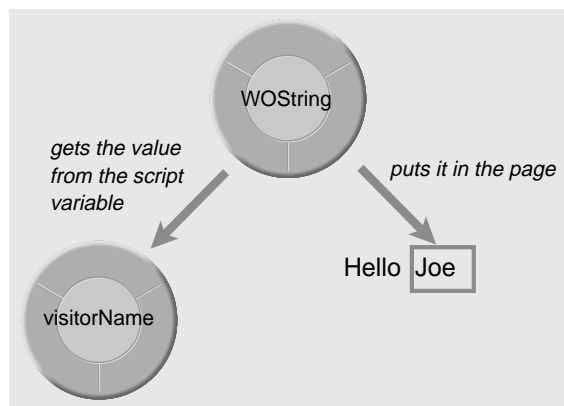 WOString
gets the value
from the script
variable
puts it in the page
Hello Joe
visitorName